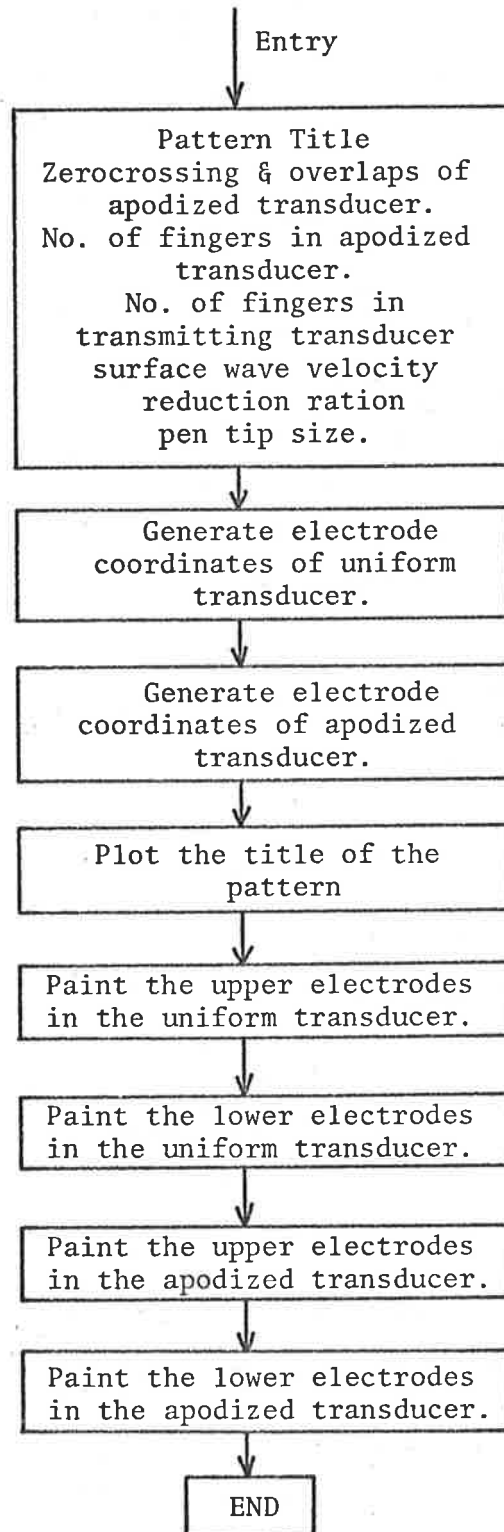 Entry
Pattern Title
Zerocrossing & overlaps of
apodized transducer.
No. of fingers in apodized
transducer.
No. of fingers in
transmitting transducer
surface wave velocity
reduction ration
pen tip size.
Generate electrode
coordinates of uniform
transducer.
Generate electrode
coordinates of apodized
transducer.
Plot the title of the
pattern
Paint the upper electrodes
in the uniform transducer.
Paint the lower electrodes
in the uniform transducer.
Paint the upper electrodes
in the apodized transducer.
Paint the lower electrodes
in the apodized transducer.
END